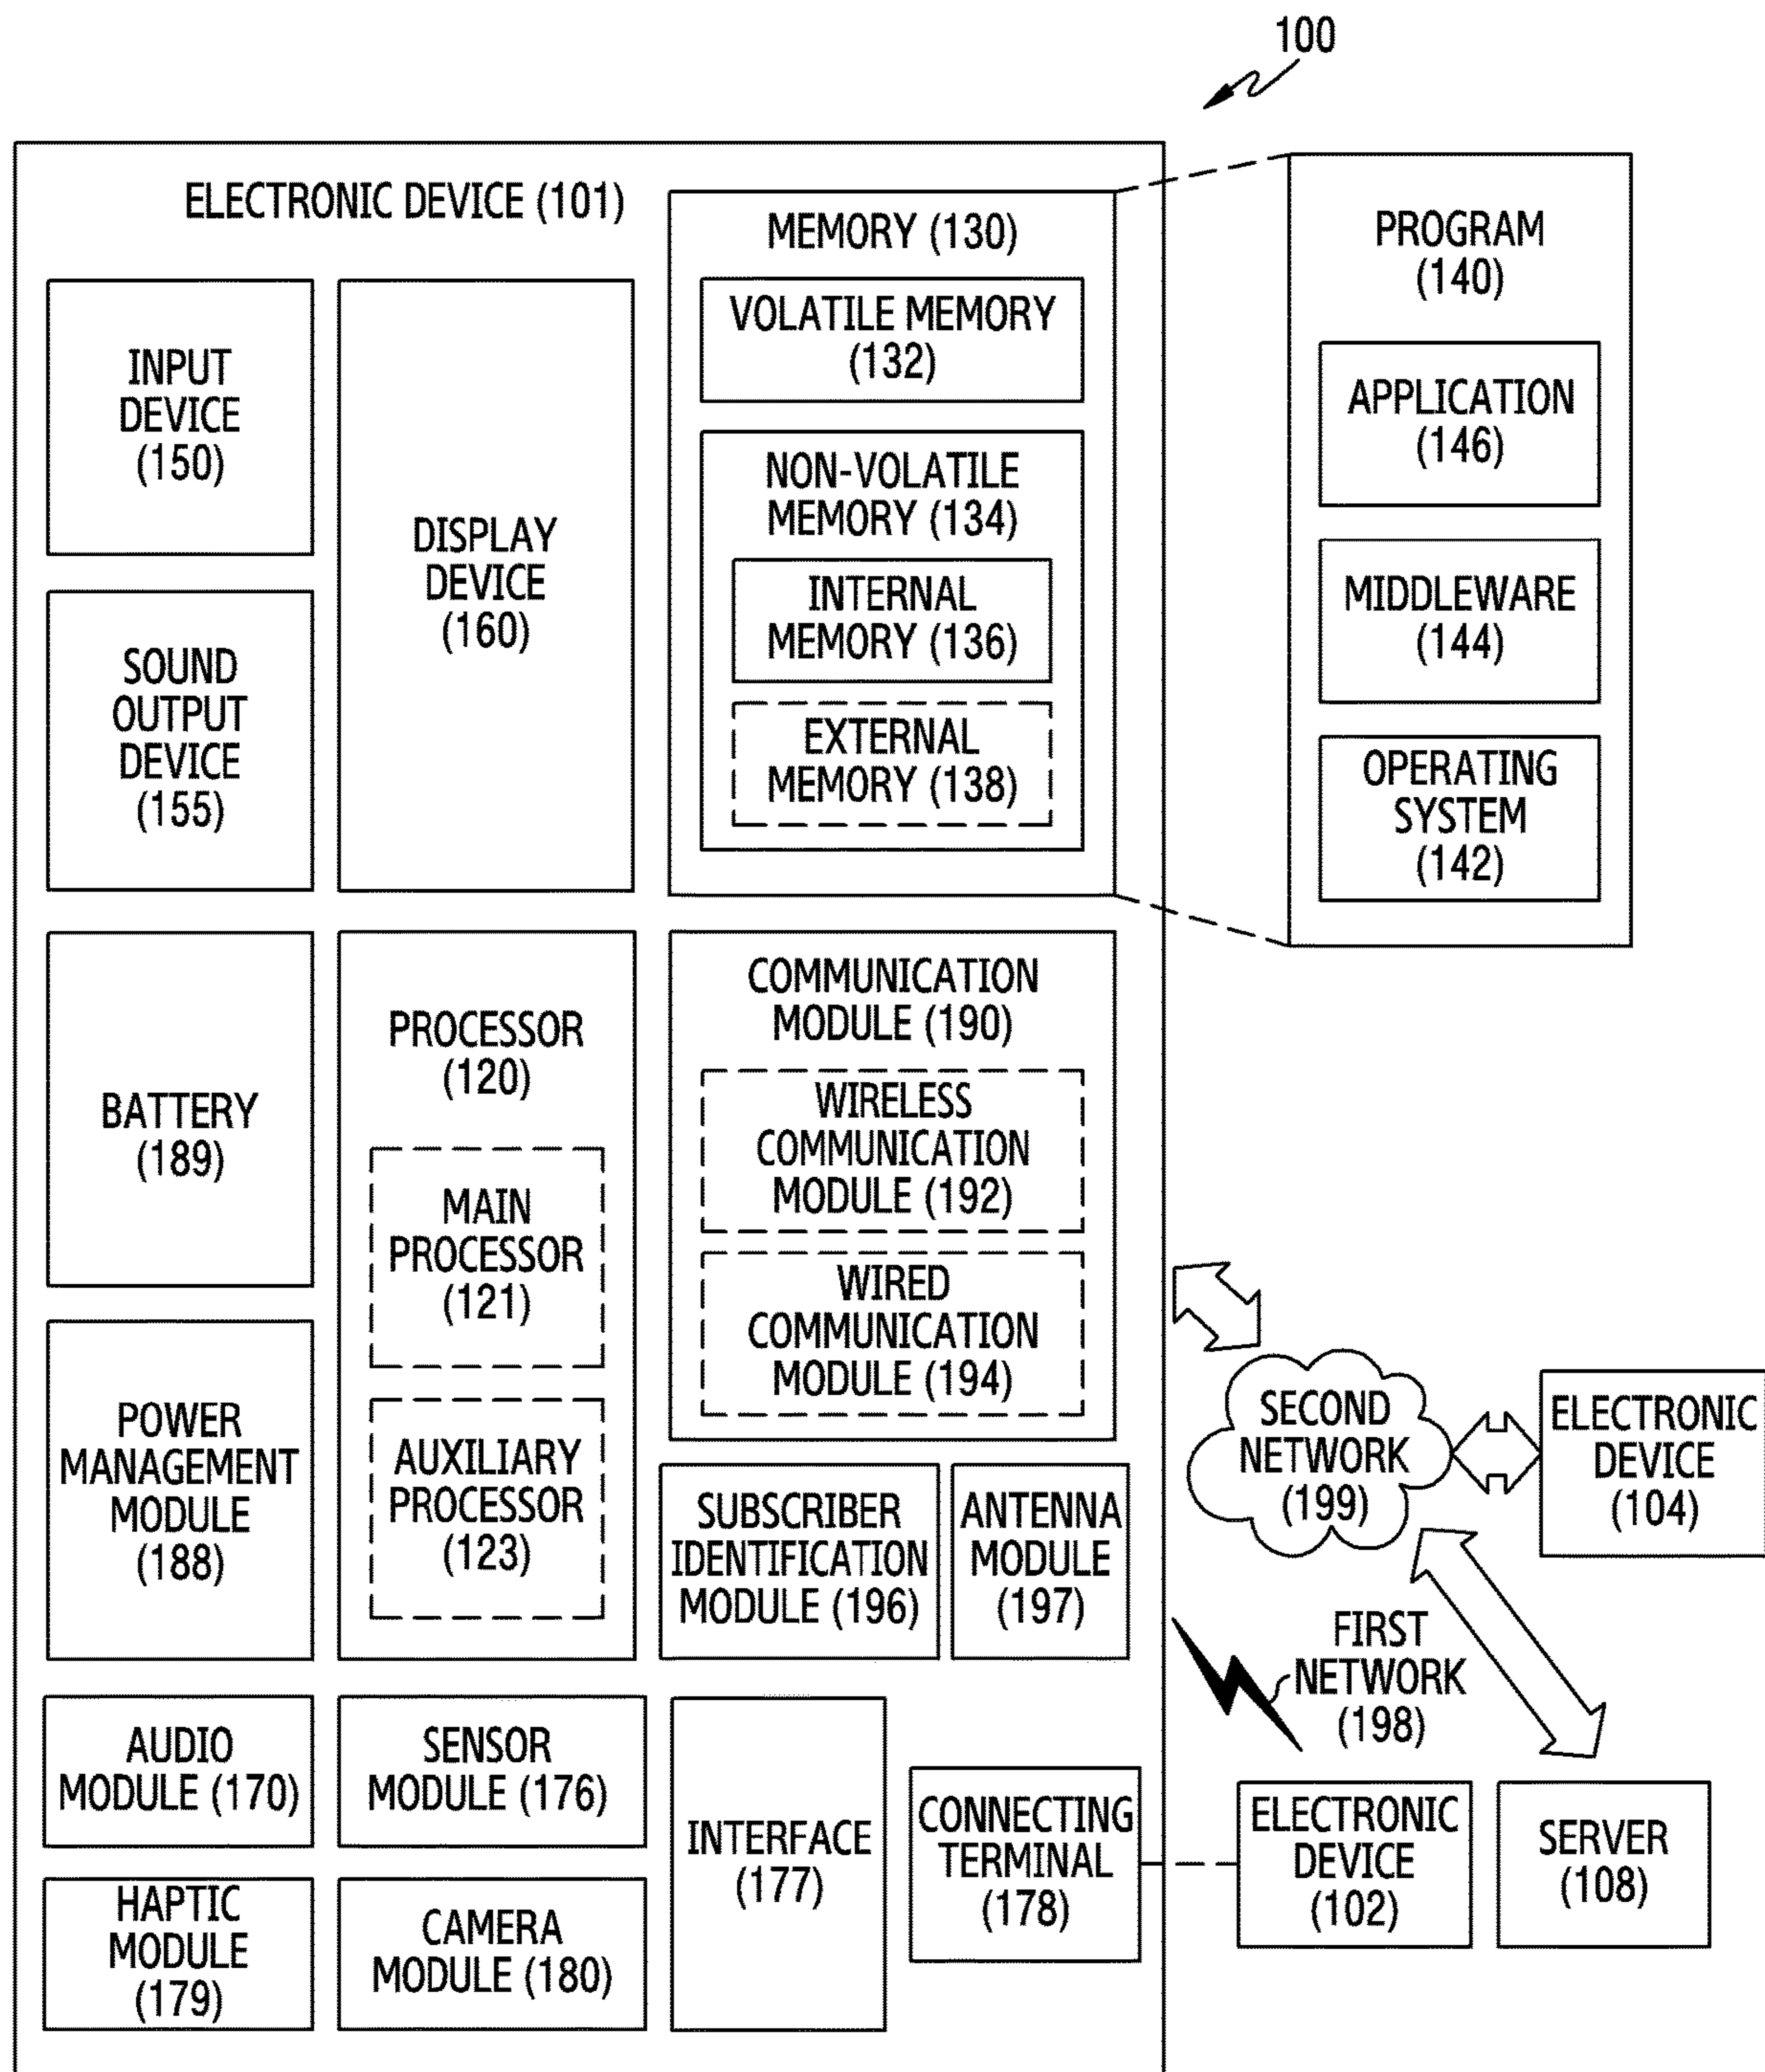 100
ELECTRONIC DEVICE (101)
INPUT
DEVICE
(150)
SOUND
OUTPUT
DEVICE
(155)
DISPLAY
DEVICE
(160)
MEMORY (130)
VOLATILE MEMORY
(132)
NON-VOLATILE
MEMORY (134)
INTERNAL
MEMORY (136)
EXTERNAL
MEMORY (138)
PROGRAM
(140)
APPLICATION
(146)
MIDDLEWARE
(144)
OPERATING
SYSTEM
(142)
BATTERY
(189)
POWER
MANAGEMENT
MODULE
(188)
PROCESSOR
(120)
MAIN
PROCESSOR
(121)
AUXILIARY
PROCESSOR
(123)
COMMUNICATION
MODULE (190)
WIRELESS
COMMUNICATION
MODULE (192)
WIRED
COMMUNICATION
MODULE (194)
SUBSCRIBER
IDENTIFICATION
MODULE (196)
ANTENNA
MODULE
(197)
SECOND
NETWORK
(199)
ELECTRONIC
DEVICE
(104)
FIRST
NETWORK
(198)
AUDIO
MODULE (170)
SENSOR
MODULE (176)
INTERFACE
(177)
CONNECTING
TERMINAL
(178)
ELECTRONIC
DEVICE
(102)
SERVER
(108)
HAPTIC
MODULE
(179)
CAMERA
MODULE (180)